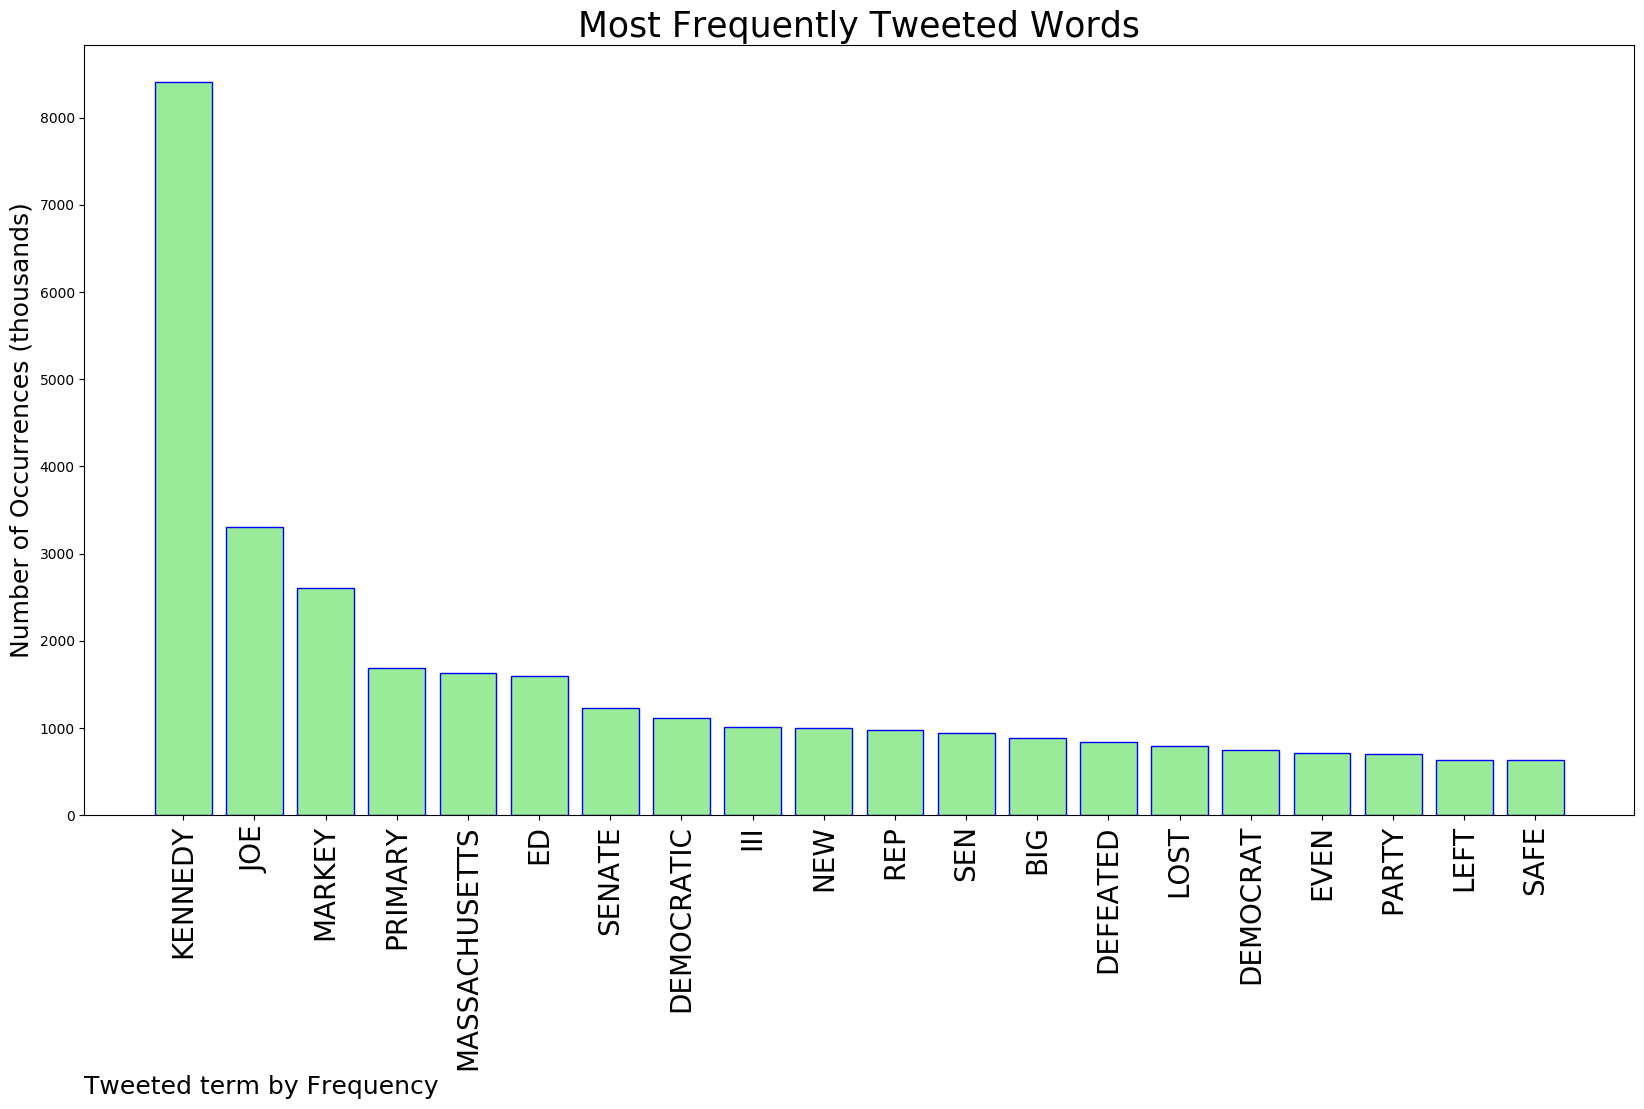 Most Frequently Tweeted Words
Number of Occurrences (thousands)
8000
7000
6000
5000
4000
3000
2000
1000
0
KENNEDY
JOE
MARKEY
PRIMARY
MASSACHUSETTS
ED
SENATE
DEMOCRATIC
III
NEW
REP
SEN
BIG
DEFEATED
LOST
DEMOCRAT
EVEN
PARTY
LEFT
SAFE
Tweeted term by Frequency